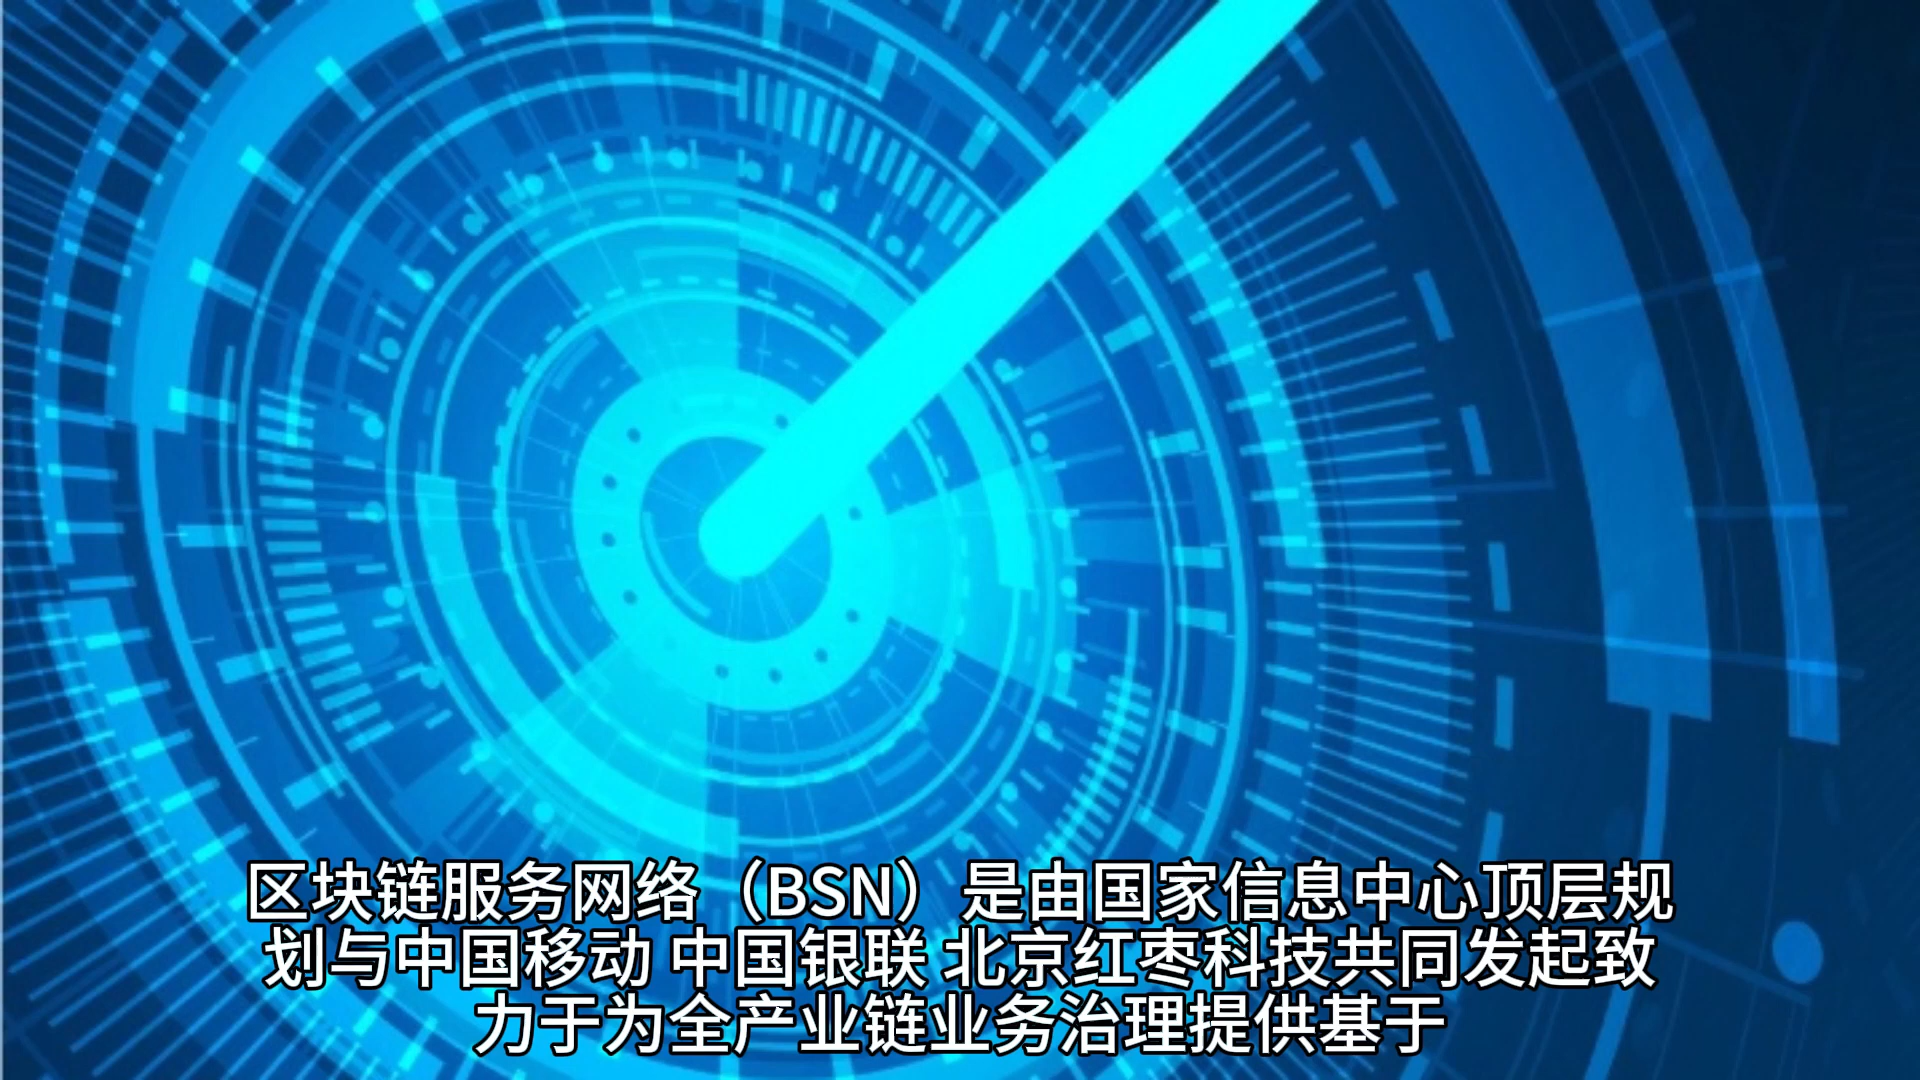 区块链服务网络（BSN）是由国家信息中心顶层规
划与中国移动 中国银联 北京红枣科技共同发起致
力于为全产业链业务治理提供基于